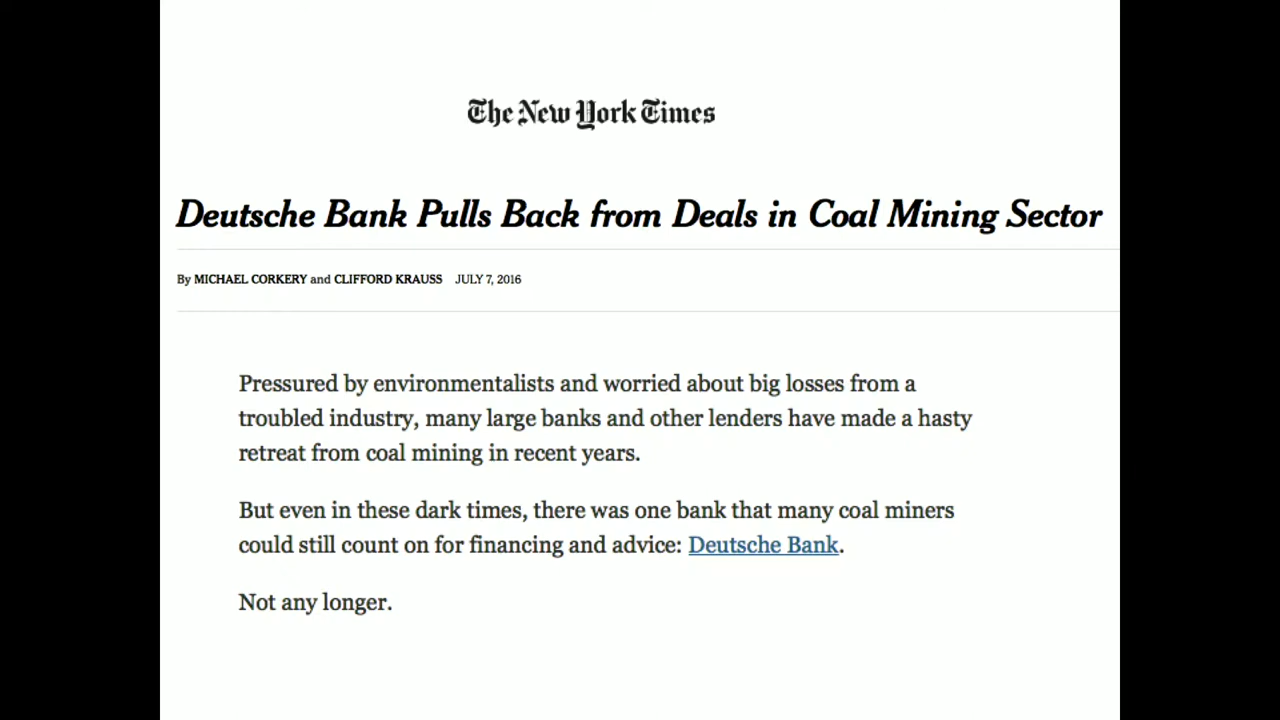 The New York Times
Deutsche Bank Pulls Back from Deals in Coal Mining Sector
By MICHAEL CORKERY and CLIFFORD KRAUSS JULY 7, 2016
Pressured by environmentalists and worried about big losses from a
troubled industry, many large banks and other lenders have made a hasty
retreat from coal mining in recent years.
But even in these dark times, there was one bank that many coal miners
could still count on for financing and advice: Deutsche Bank.
Not any longer.